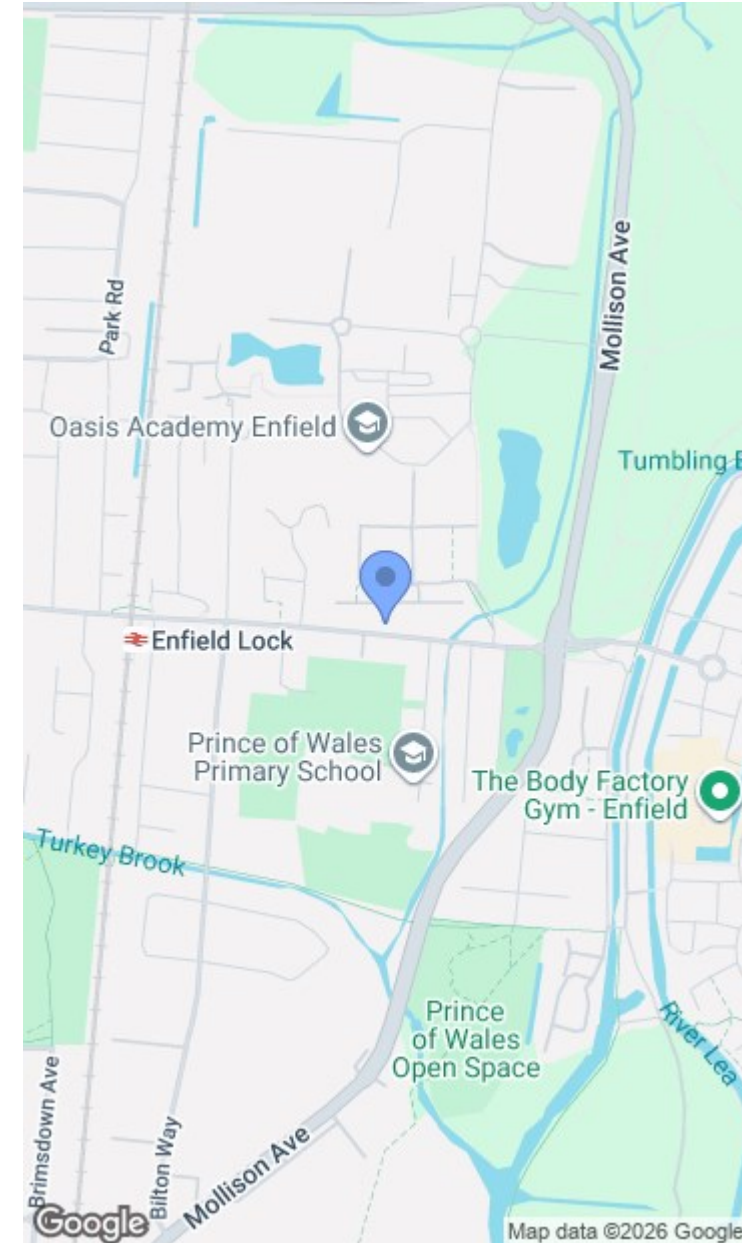 Park Rd
Mollison Ave
Oasis Academy Enfield
Tumbling
Enfield Lock
Prince of Wales
Primary School
The Body Factory
Gym - Enfield
Turkey Brook
Prince
of Wales
Open Space
River Lea
Brimsdown Ave
Bilton Way
Mollison Ave
Google
Map data ©2026 Google